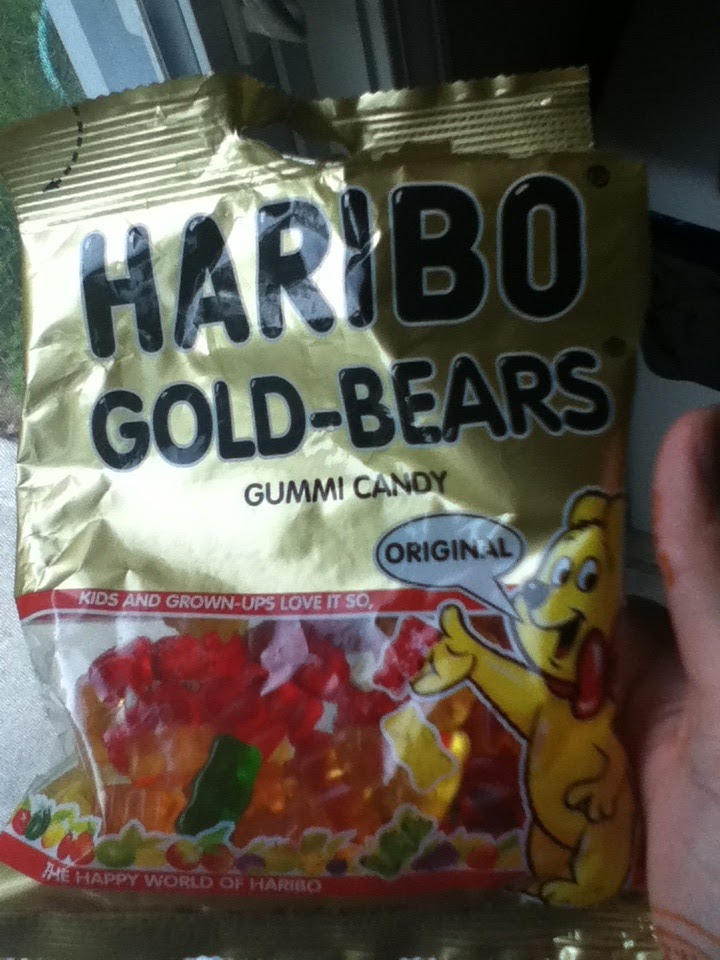 HARIBO
GOLD-BEARS
GUMMI CANDY
ORIGINAL
KIDS AND GROWN-UPS LOVE IT SO,
THE HAPPY WORLD OF HARIBO